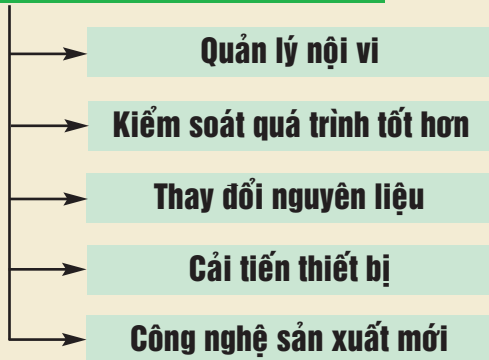 Quản lý nội vi
Kiểm soát quá trình tốt hơn
Thay đổi nguyên liệu
Cải tiến thiết bị
Công nghệ sản xuất mới